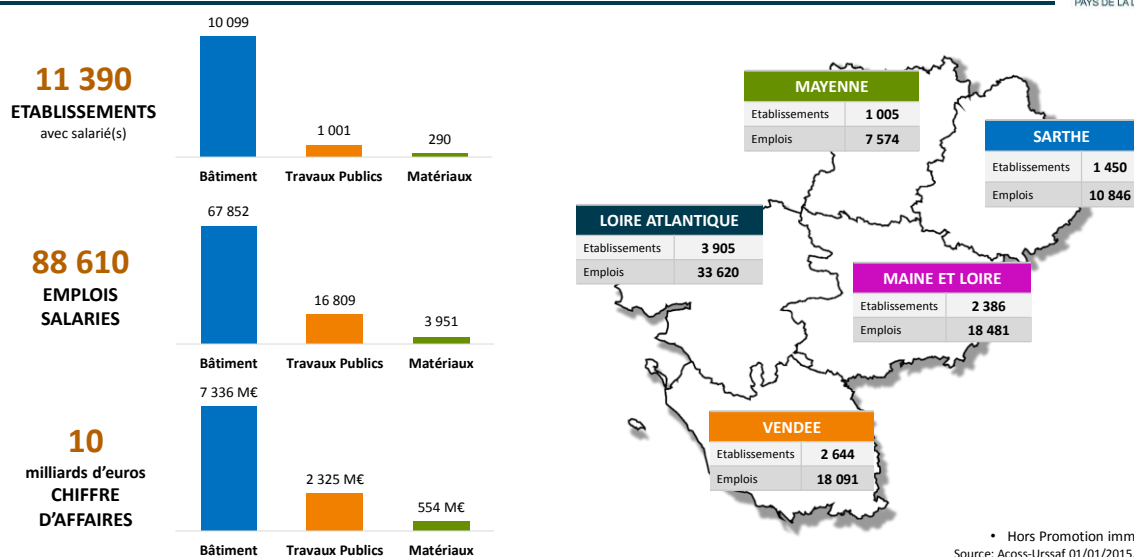 PAYS DE LA
11 390
ETABLISSEMENTS
avec salarié(s)
10 099
1 001
290
Bâtiment
Travaux Publics
Matériaux
88 610
EMPLOIS
SALARIES
67 852
16 809
3 951
Bâtiment
Travaux Publics
Matériaux
10
milliards d'euros
CHIFFRE
D'AFFAIRES
7 336 M€
2 325 M€
554 M€
Bâtiment
Travaux Publics
Matériaux
MAYENNE
Etablissements 1 005
Emplois 7 574
SARTHE
Etablissements 1 450
Emplois 10 846
LOIRE ATLANTIQUE
Etablissements 3 905
Emplois 33 620
MAINE ET LOIRE
Etablissements 2 386
Emplois 18 481
VENDEE
Etablissements 2 644
Emplois 18 091
• Hors Promotion imm
Source: Acoss-Urssaf 01/01/2015